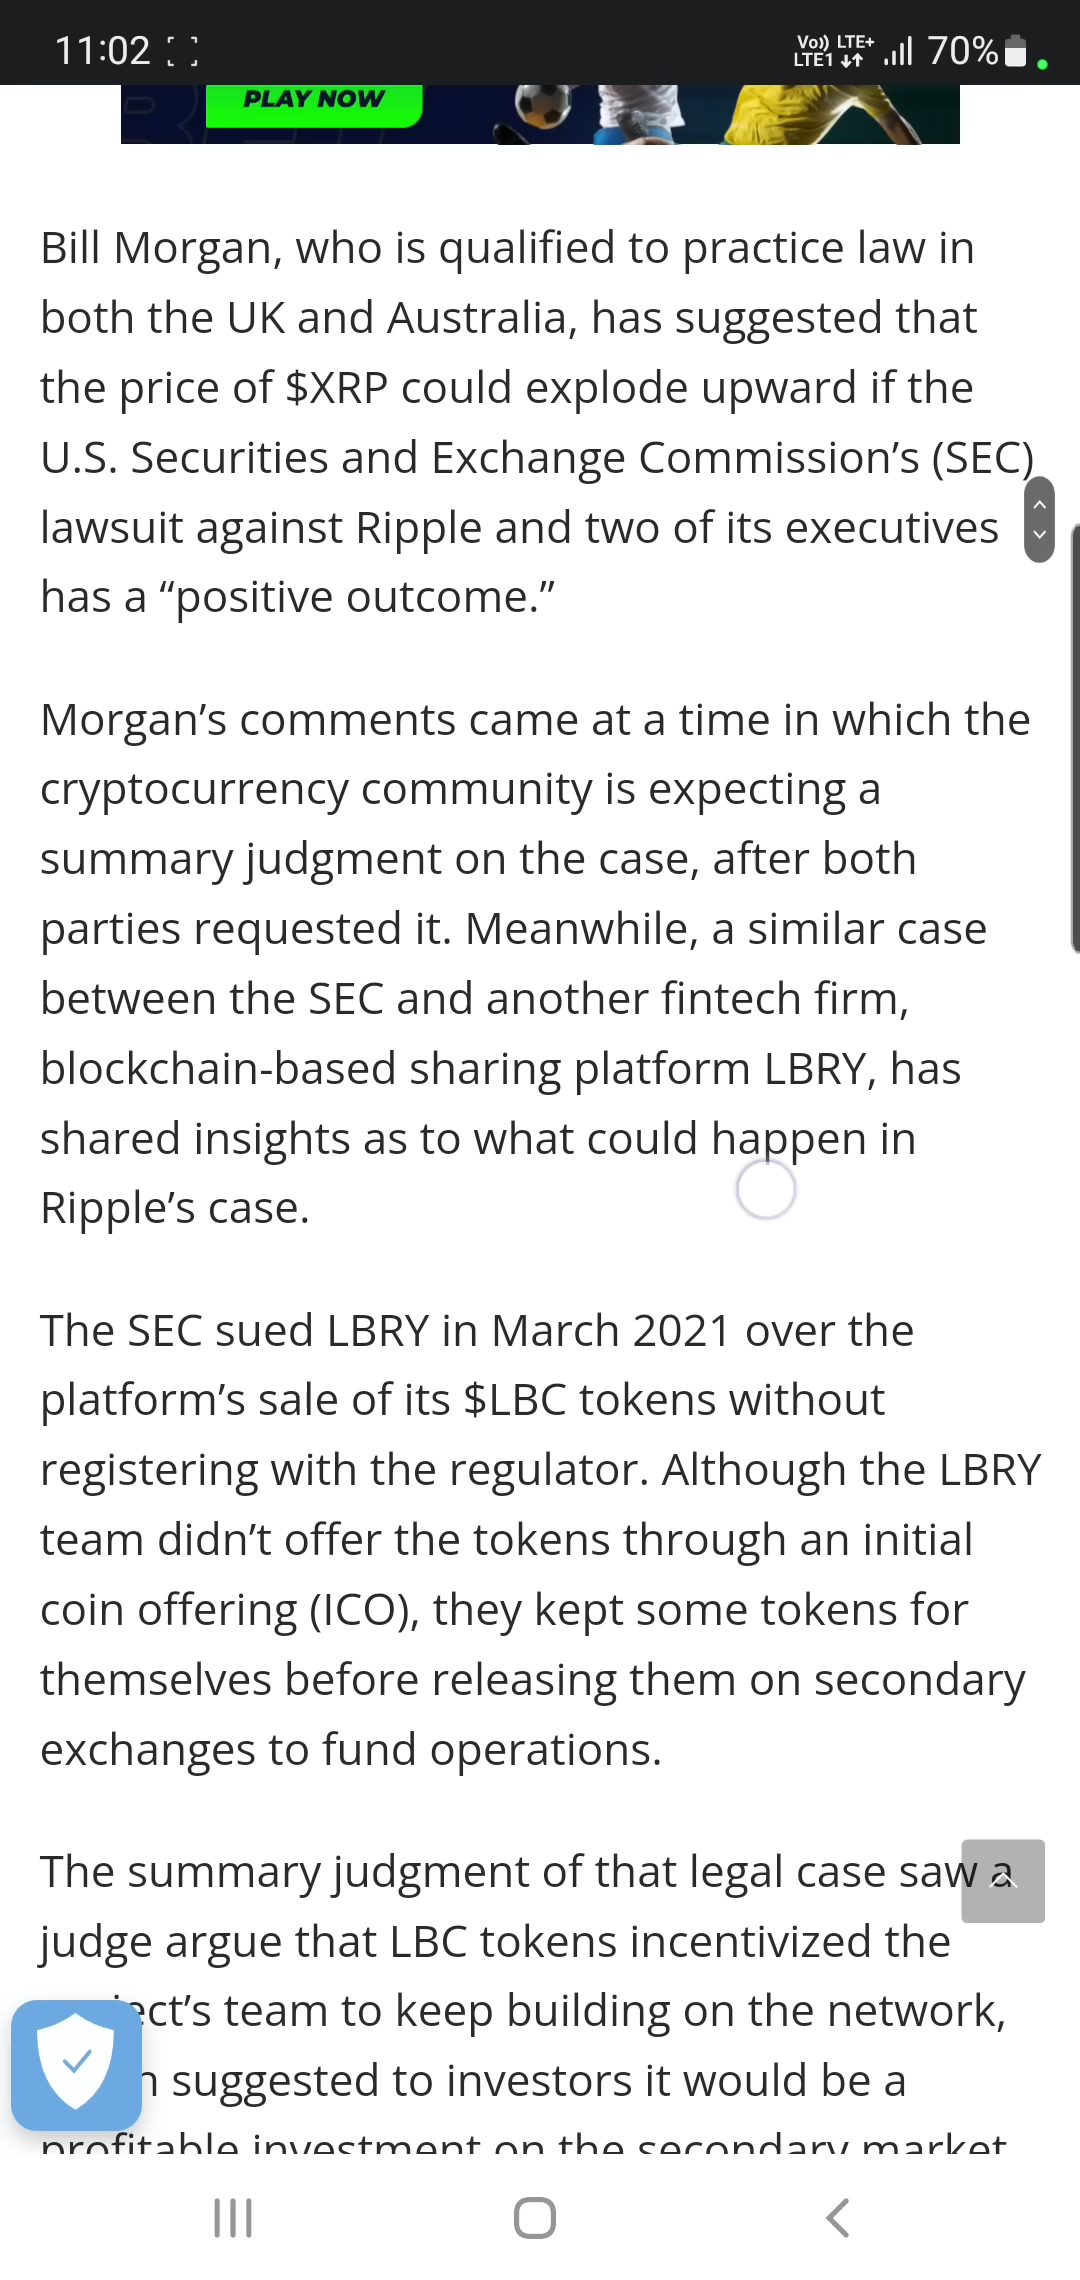 11:02
Vo)) LTE+
LTE1
70%
PLAY NOW
Bill Morgan, who is qualified to practice law in
both the UK and Australia, has suggested that
the price of $XRP could explode upward if the
U.S. Securities and Exchange Commission’s (SEC)
lawsuit against Ripple and two of its executives
has a “positive outcome.”
Morgan’s comments came at a time in which the
cryptocurrency community is expecting a
summary judgment on the case, after both
parties requested it. Meanwhile, a similar case
between the SEC and another fintech firm,
blockchain-based sharing platform LBRY, has
shared insights as to what could happen in
Ripple’s case.
The SEC sued LBRY in March 2021 over the
platform’s sale of its $LBC tokens without
registering with the regulator. Although the LBRY
team didn’t offer the tokens through an initial
coin offering (ICO), they kept some tokens for
themselves before releasing them on secondary
exchanges to fund operations.
The summary judgment of that legal case saw a
judge argue that LBC tokens incentivized the
ect’s team to keep building on the network,
suggested to investors it would be a
profitable investment on the secondary market